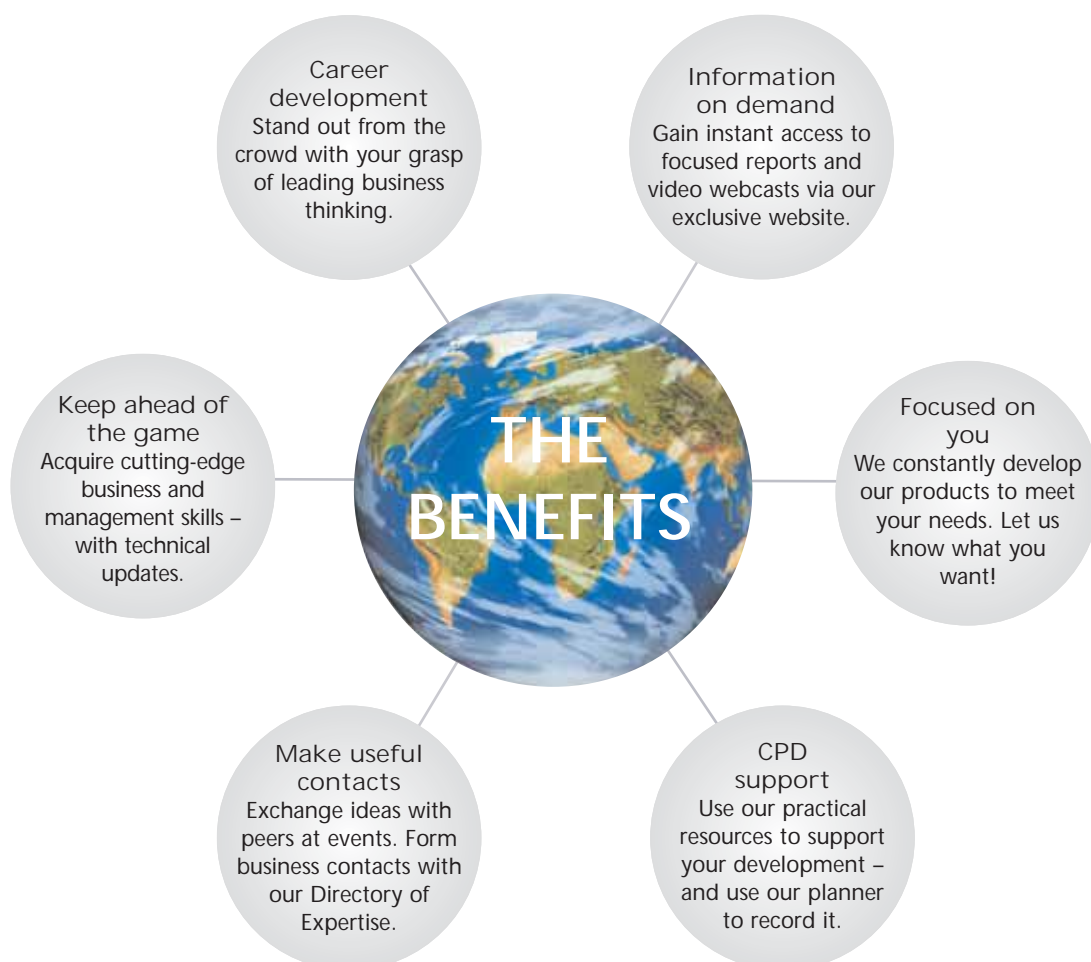 Career
development
Stand out from the
crowd with your grasp
of leading business
thinking.
Information
on demand
Gain instant access to
focused reports and
video webcasts via our
exclusive website.
Keep ahead of
the game
Acquire cutting-edge
business and
management skills –
with technical
updates.
THE
BENEFITS
Focused on
you
We constantly develop
our products to meet
your needs. Let us
know what you
want!
Make useful
contacts
Exchange ideas with
peers at events. Form
business contacts with
our Directory of
Expertise.
CPD
support
Use our practical
resources to support
your development –
and use our planner
to record it.